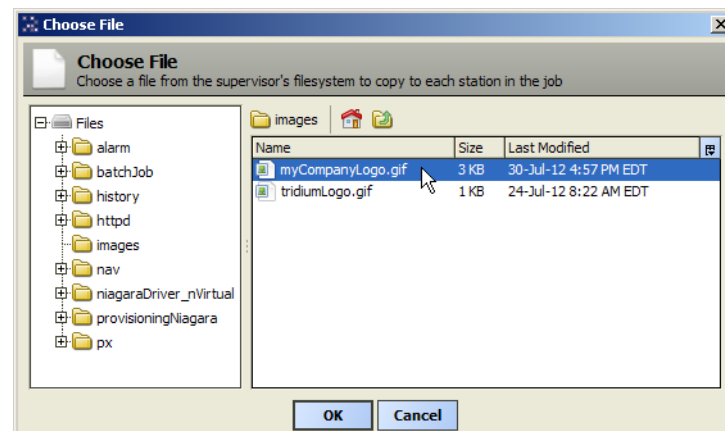 Choose File
Choose File
Choose a file from the supervisor's filesystem to copy to each station in the job
Files
alarm
batchJob
history
httpd
images
nav
niagaraDriver_nVirtual
provisioningNiagara
px
images
Name Size Last Modified
myCompanyLogo.gif 3 KB 30-Jul-12 4:57 PM EDT
tridiumLogo.gif 1 KB 24-Jul-12 8:22 AM EDT
OK Cancel